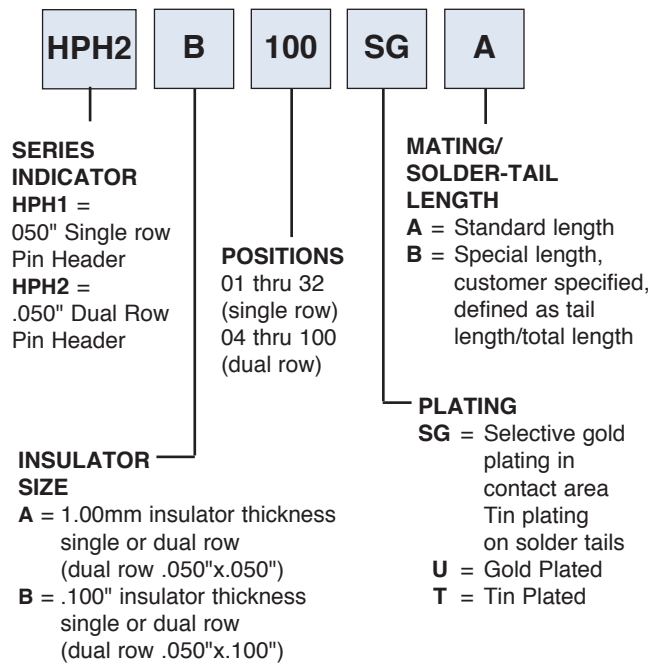 HPH2 B 100 SG A
SERIES
INDICATOR
HPH1 =
050" Single row
Pin Header
HPH2 =
.050" Dual Row
Pin Header
POSITIONS
01 thru 32
(single row)
04 thru 100
(dual row)
MATING/
SOLDER-TAIL
LENGTH
A = Standard length
B = Special length,
customer specified,
defined as tail
length/total length
INSULATOR
SIZE
A = 1.00mm insulator thickness
single or dual row
(dual row .050"x.050")
B = .100" insulator thickness
single or dual row
(dual row .050"x.100")
PLATING
SG = Selective gold
plating in
contact area
Tin plating
on solder tails
U = Gold Plated
T = Tin Plated